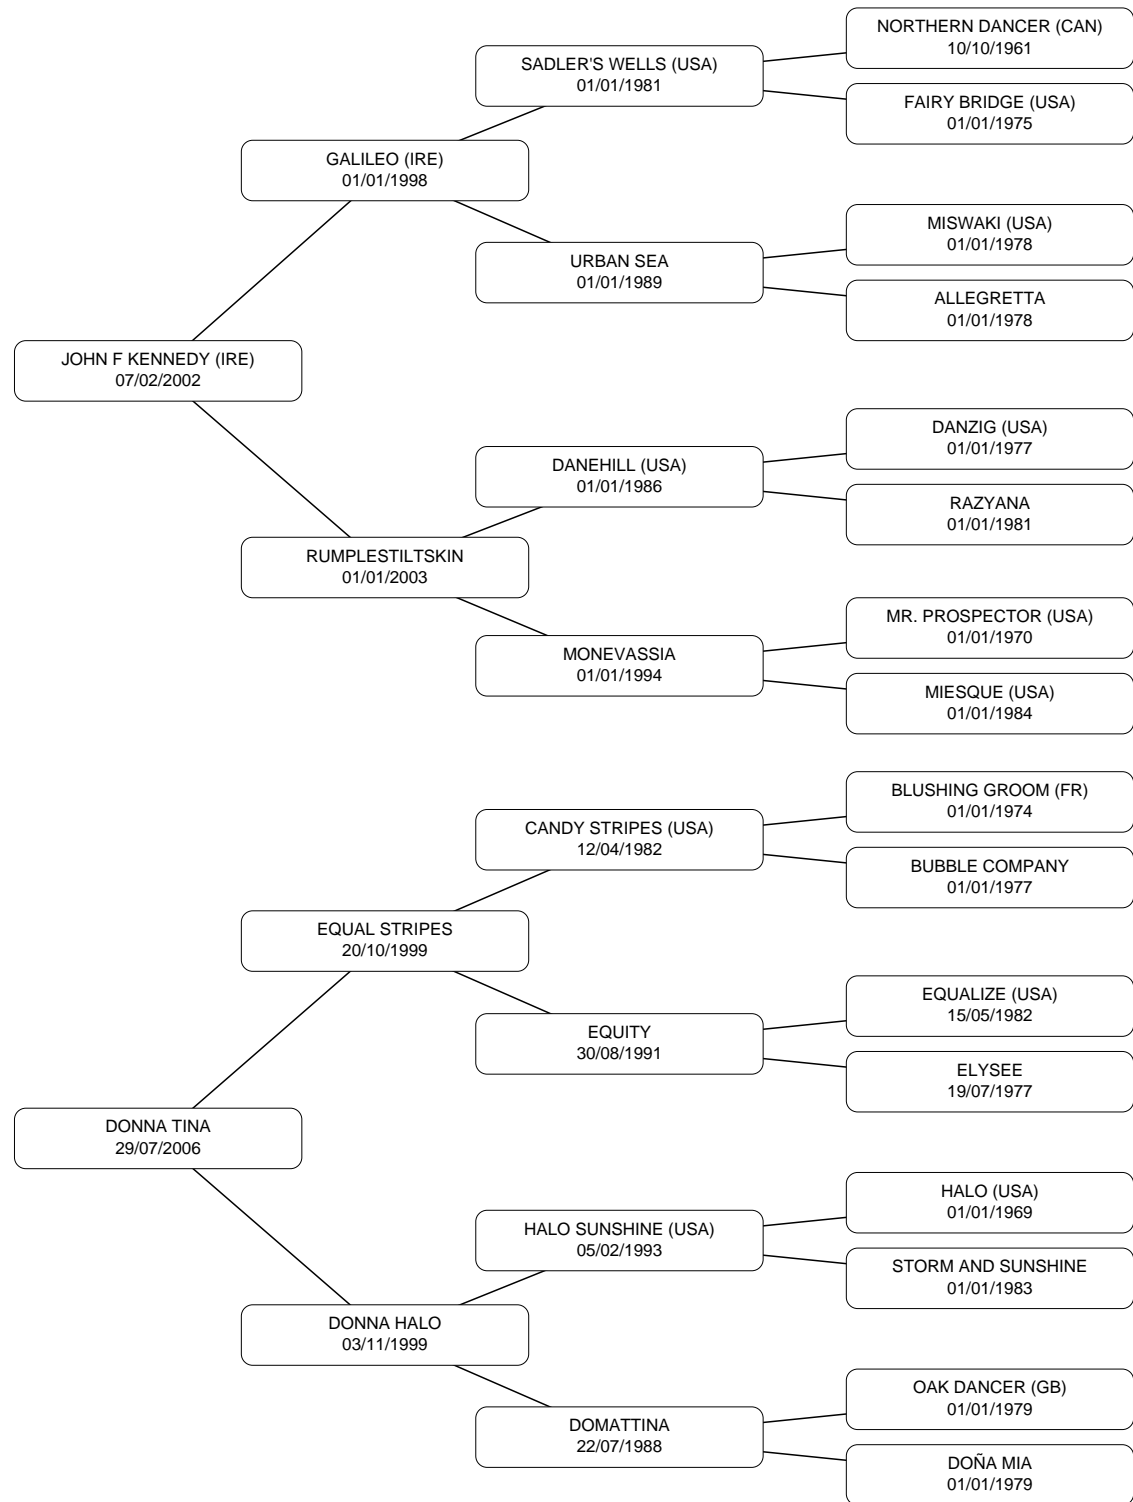 NORTHERN DANCER (CAN)
10/10/1961
SADLER'S WELLS (USA)
01/01/1981
FAIRY BRIDGE (USA)
01/01/1975
GALILEO (IRE)
01/01/1998
MISWAKI (USA)
01/01/1978
URBAN SEA
01/01/1989
ALLEGRETTA
01/01/1978
JOHN F KENNEDY (IRE)
07/02/2002
DANZIG (USA)
01/01/1977
DANEHILL (USA)
01/01/1986
RAZYANA
01/01/1981
RUMPLESTILTSKIN
01/01/2003
MR. PROSPECTOR (USA)
01/01/1970
MONEVASSIA
01/01/1994
MIESQUE (USA)
01/01/1984
BLUSHING GROOM (FR)
01/01/1974
CANDY STRIPES (USA)
12/04/1982
BUBBLE COMPANY
01/01/1977
EQUAL STRIPES
20/10/1999
EQUALIZE (USA)
15/05/1982
EQUITY
30/08/1991
ELYSEE
19/07/1977
DONNA TINA
29/07/2006
HALO (USA)
01/01/1969
HALO SUNSHINE (USA)
05/02/1993
STORM AND SUNSHINE
01/01/1983
DONNA HALO
03/11/1999
OAK DANCER (GB)
01/01/1979
DOMATTINA
22/07/1988
DOÑA MIA
01/01/1979